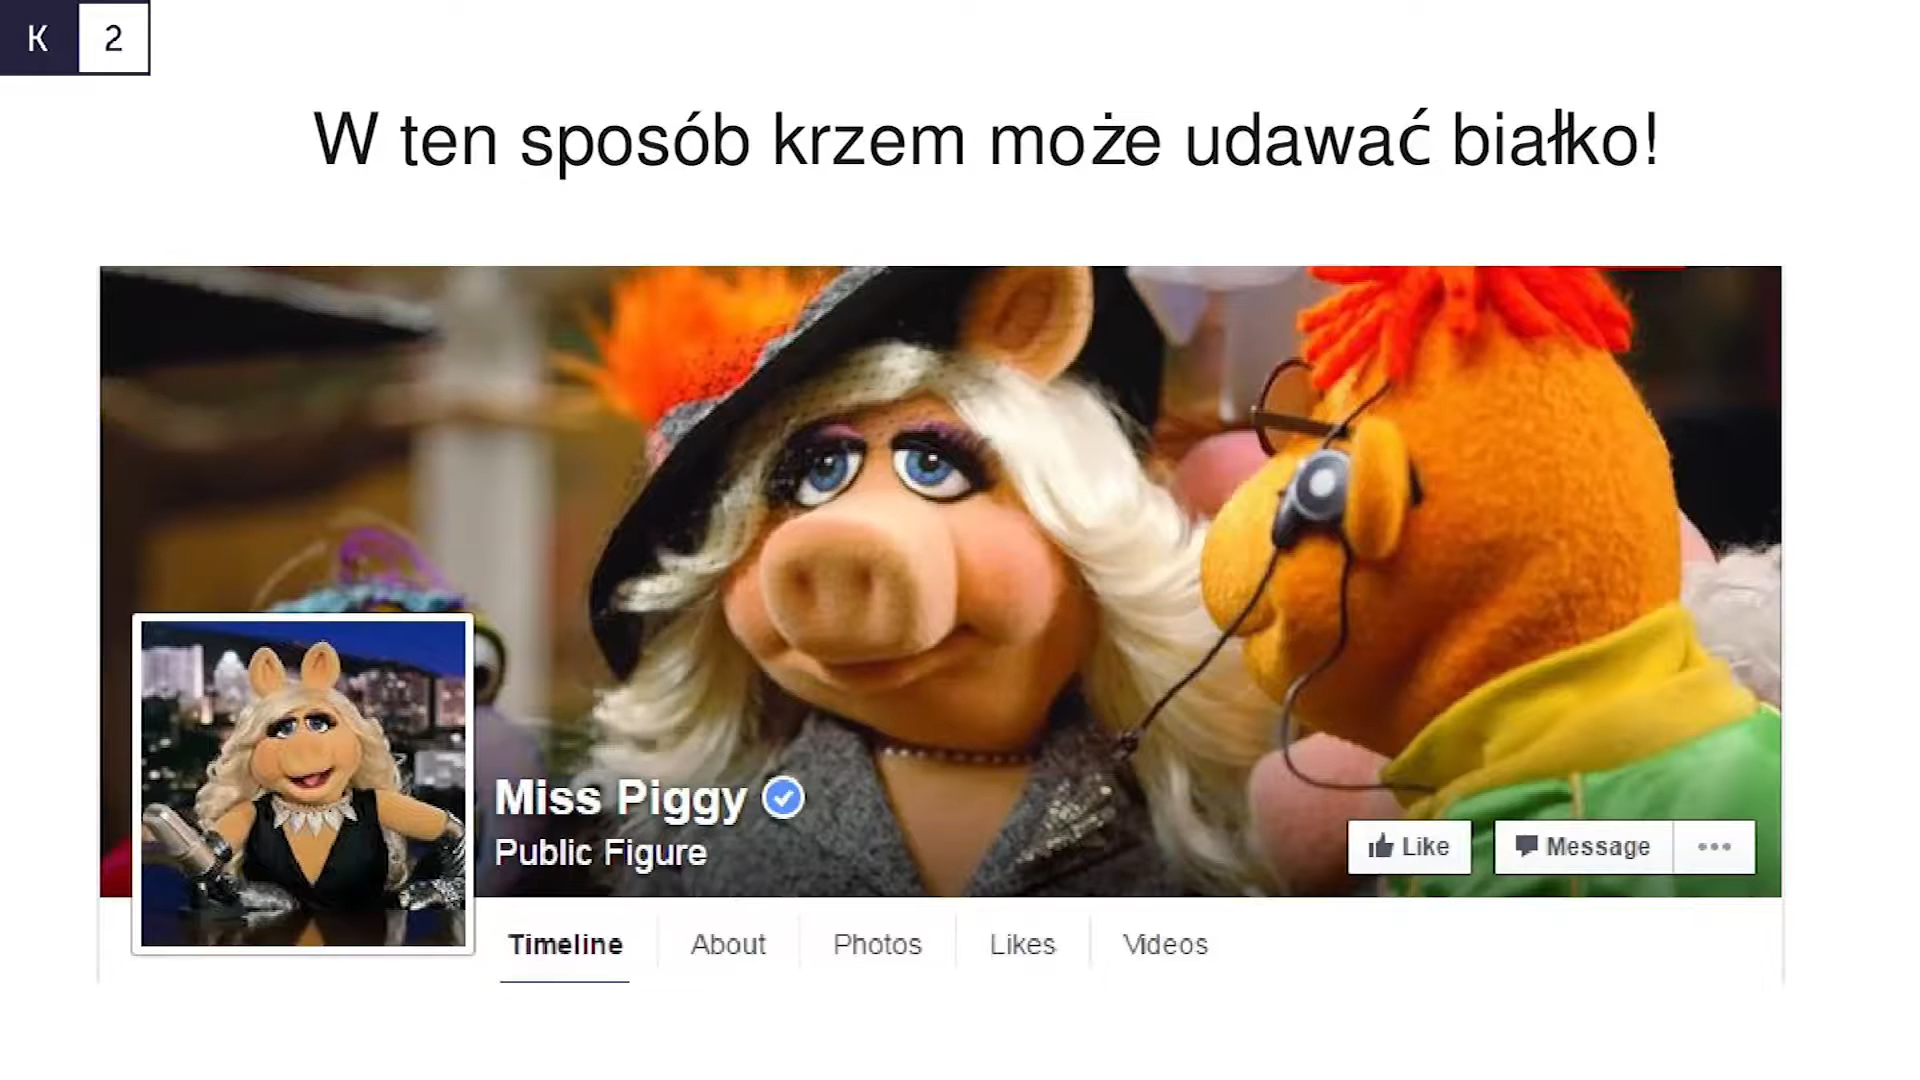 K 2
W ten sposób krzem może udawać białko!
Miss Piggy
Public Figure
Like Message
Timeline About Photos Likes Videos